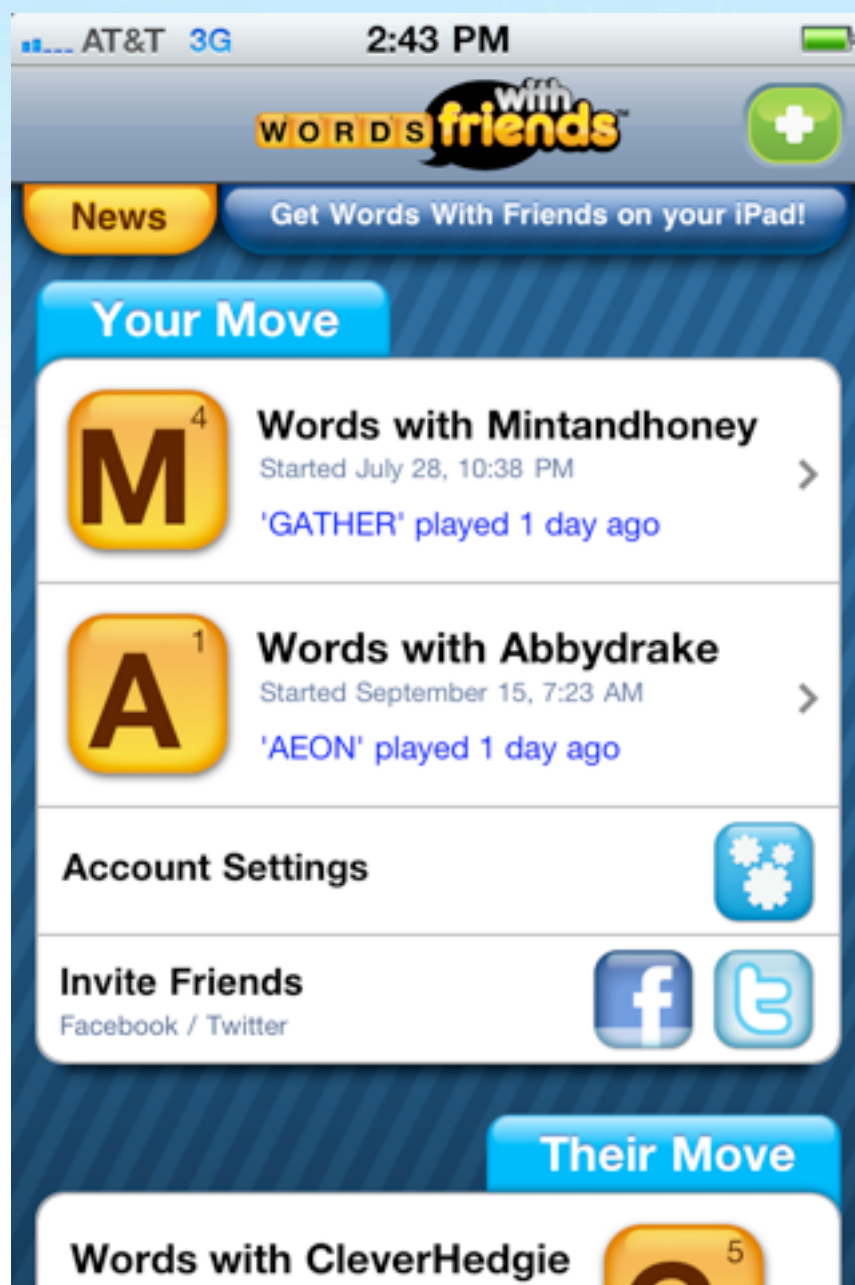 AT&T 3G 2:43 PM
WORDS with friends™
News Get Words With Friends on your iPad!
Your Move
M 4
Words with Mintandhoney
Started July 28, 10:38 PM
'GATHER' played 1 day ago
A 1
Words with Abbydrake
Started September 15, 7:23 AM
'AEON' played 1 day ago
Account Settings
Invite Friends
Facebook / Twitter
f t
Their Move
Words with CleverHedgie
5